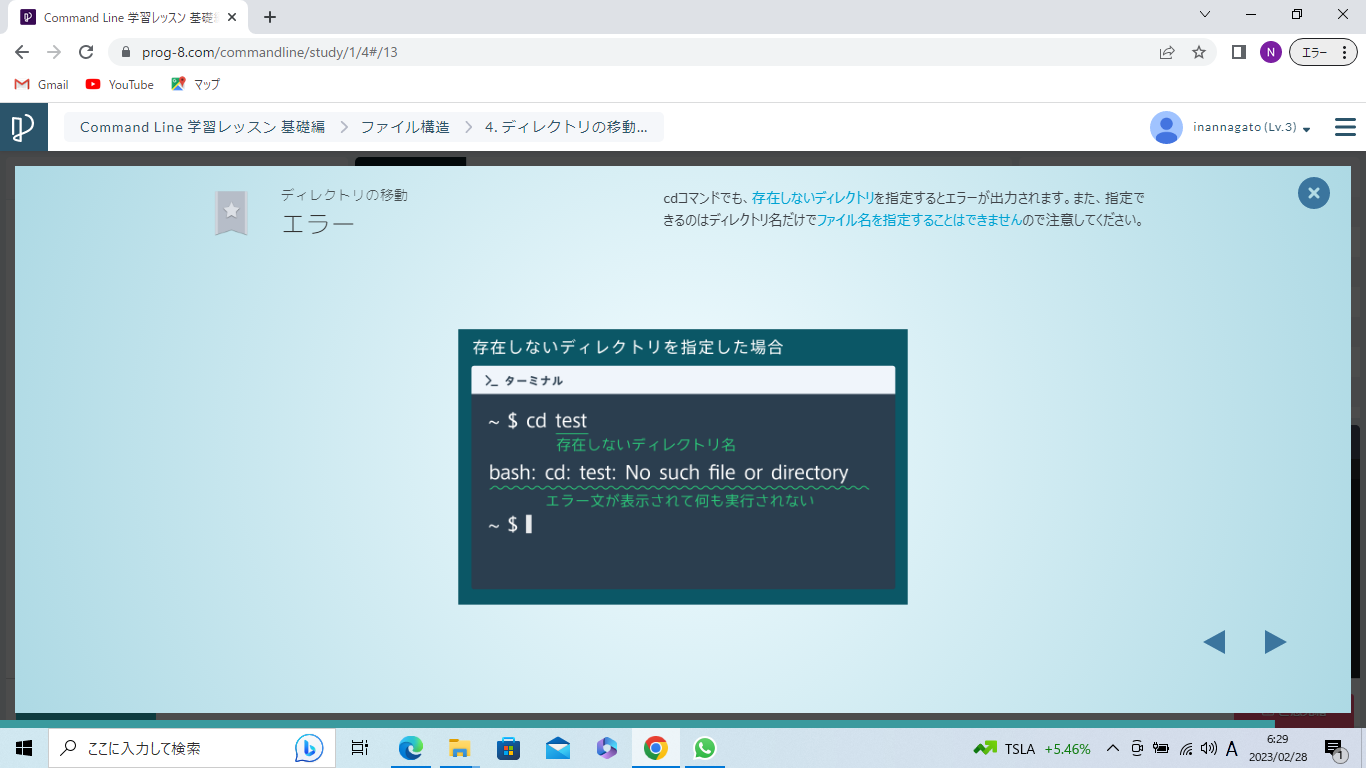 Command Line 学習レッスン 基礎
prog-8.com/commandline/study/1/4#/13
N
エラー
Gmail
YouTube
マップ
Command Line 学習レッスン 基礎編
ファイル構造
4. ディレクトリの移動...
inannagato (Lv.3)
ディレクトリの移動
エラー
cdコマンドでも、存在しないディレクトリを指定するとエラーが出力されます。また、指定で
きるのはディレクトリ名だけでファイル名を指定することはできませんので注意してください。
存在しないディレクトリを指定した場合
>_ ターミナル
~ $ cd test
存在しないディレクトリ名
bash: cd: test: No such file or directory
エラー文が表示されて何も実行されない
~ $
ここに入力して検索
TSLA +5.46%
A
6:29
2023/02/28
1